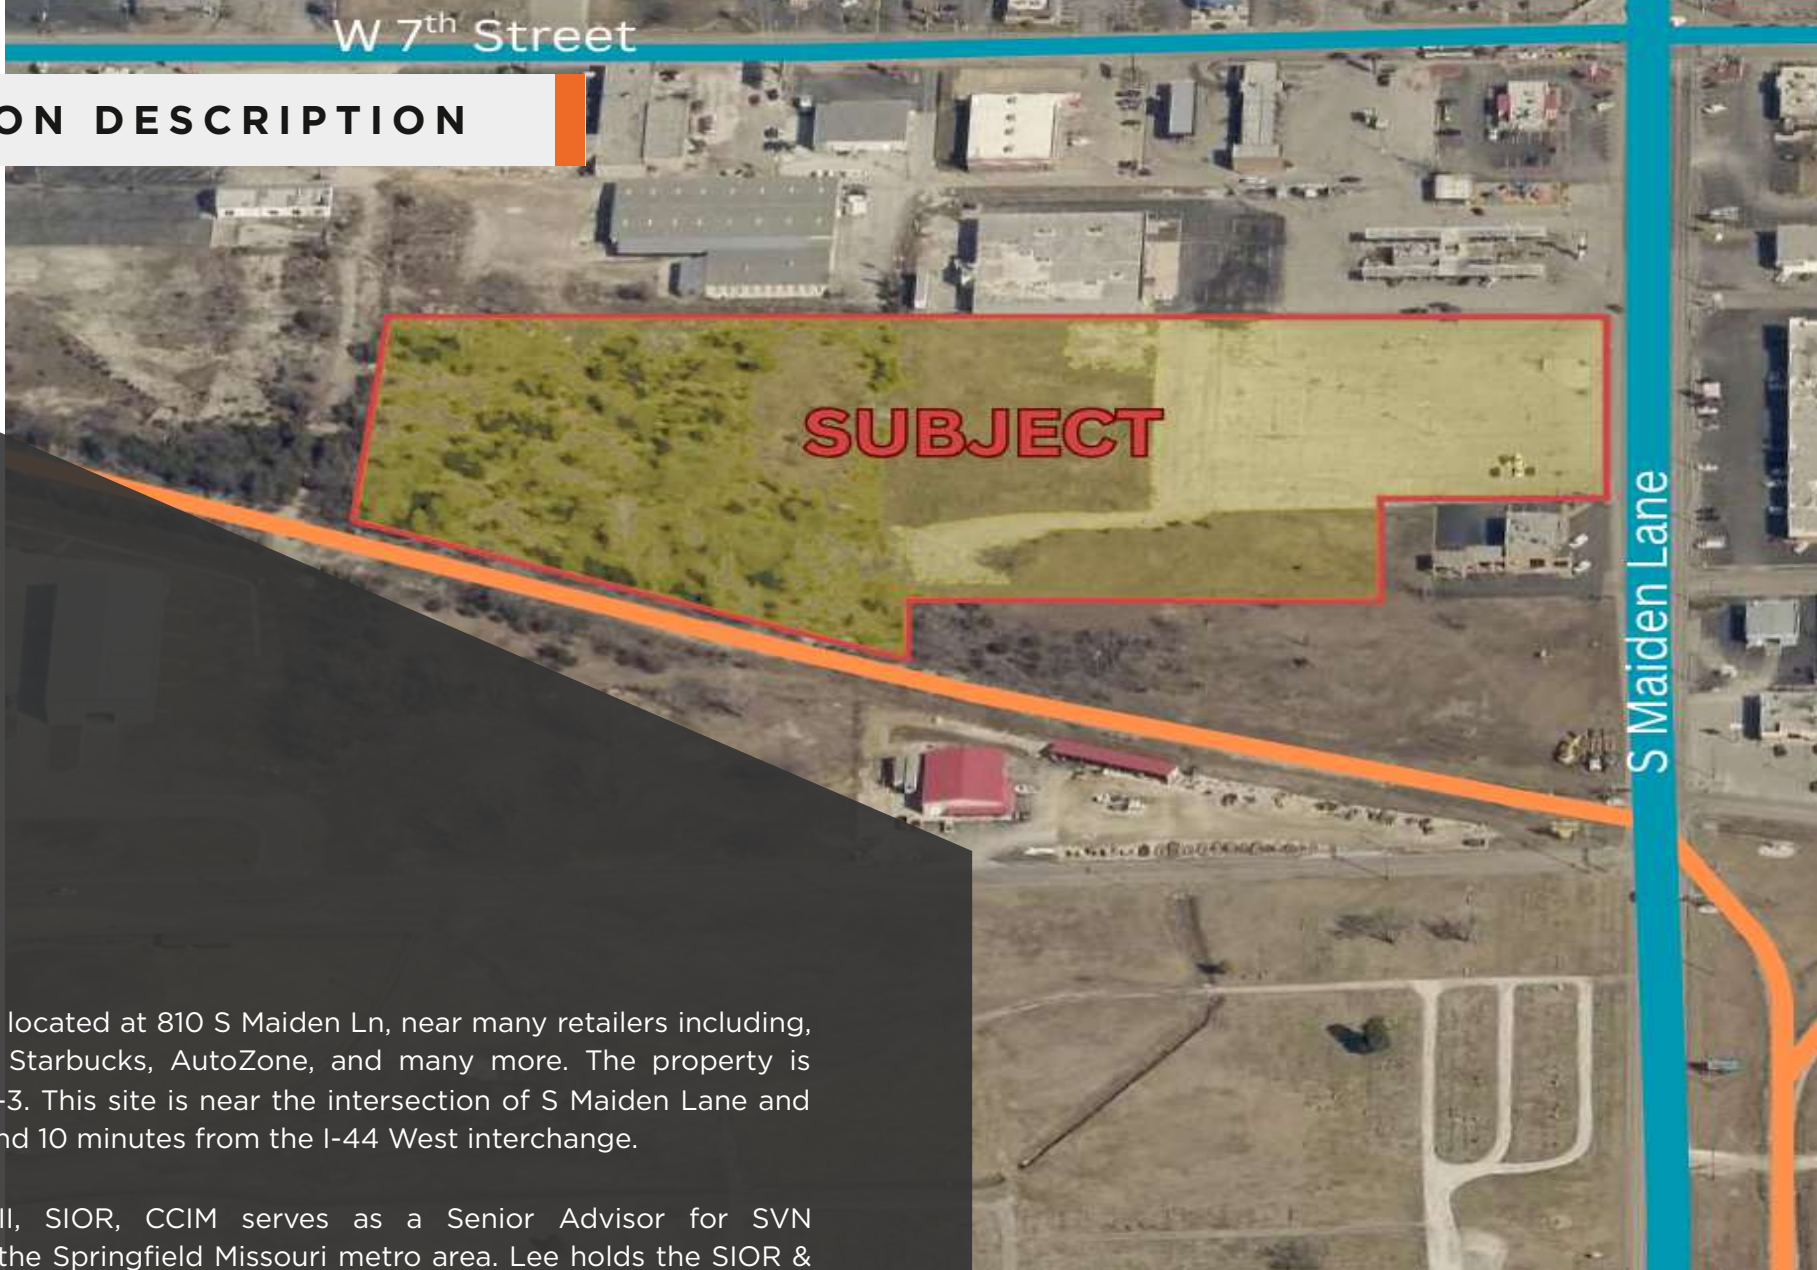 W 7th Street
ON DESCRIPTION
SUBJECT
S Maiden Lane
located at 810 S Maiden Ln, near many retailers including,
Starbucks, AutoZone, and many more. The property is
-3. This site is near the intersection of S Maiden Lane and
nd 10 minutes from the I-44 West interchange.
II, SIOR, CCIM serves as a Senior Advisor for SVN
the Springfield Missouri metro area. Lee holds the SIOR &